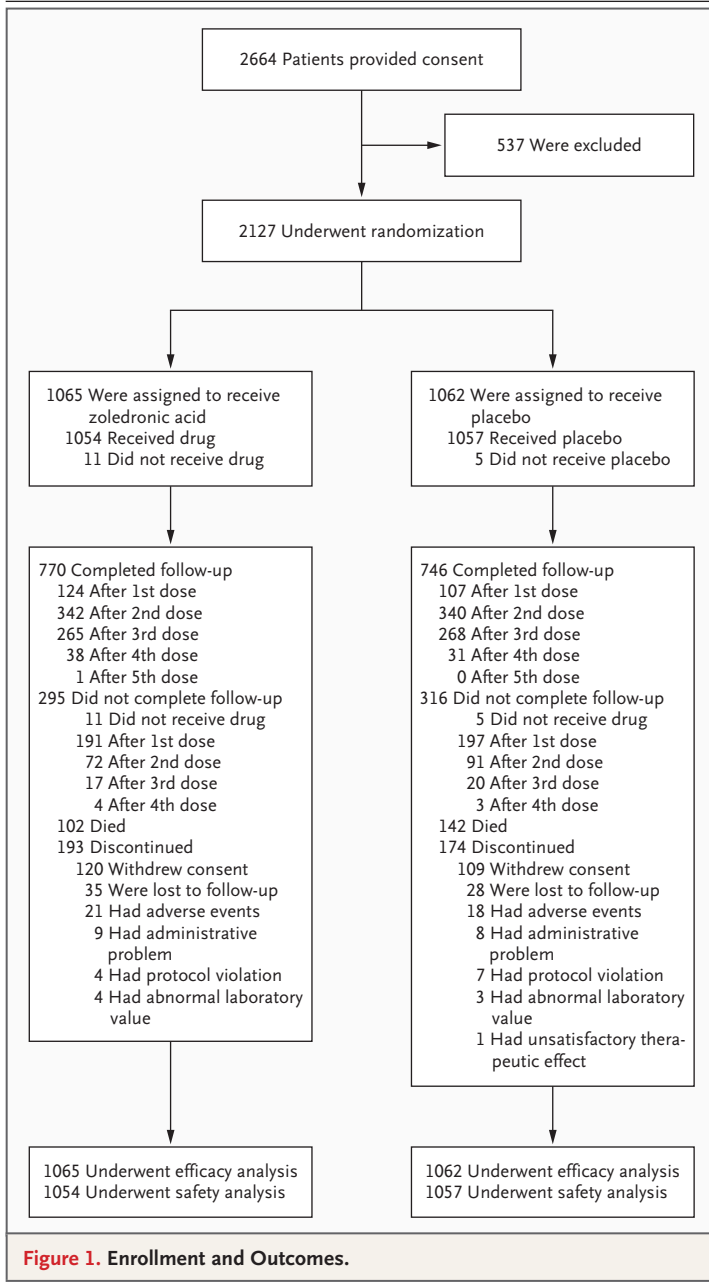 2664 Patients provided consent
537 Were excluded
2127 Underwent randomization
1065 Were assigned to receive
zoledronic acid
1054 Received drug
11 Did not receive drug
1062 Were assigned to receive
placebo
1057 Received placebo
5 Did not receive placebo
770 Completed follow-up
124 After 1st dose
342 After 2nd dose
265 After 3rd dose
38 After 4th dose
1 After 5th dose
295 Did not complete follow-up
11 Did not receive drug
191 After 1st dose
72 After 2nd dose
17 After 3rd dose
4 After 4th dose
102 Died
193 Discontinued
120 Withdrew consent
35 Were lost to follow-up
21 Had adverse events
9 Had administrative
problem
4 Had protocol violation
4 Had abnormal laboratory
value
746 Completed follow-up
107 After 1st dose
340 After 2nd dose
268 After 3rd dose
31 After 4th dose
0 After 5th dose
316 Did not complete follow-up
5 Did not receive drug
197 After 1st dose
91 After 2nd dose
20 After 3rd dose
3 After 4th dose
142 Died
174 Discontinued
109 Withdrew consent
28 Were lost to follow-up
18 Had adverse events
8 Had administrative
problem
7 Had protocol violation
3 Had abnormal laboratory
value
1 Had unsatisfactory thera-
peutic effect
1065 Underwent efficacy analysis
1054 Underwent safety analysis
1062 Underwent efficacy analysis
1057 Underwent safety analysis
Figure 1. Enrollment and Outcomes.